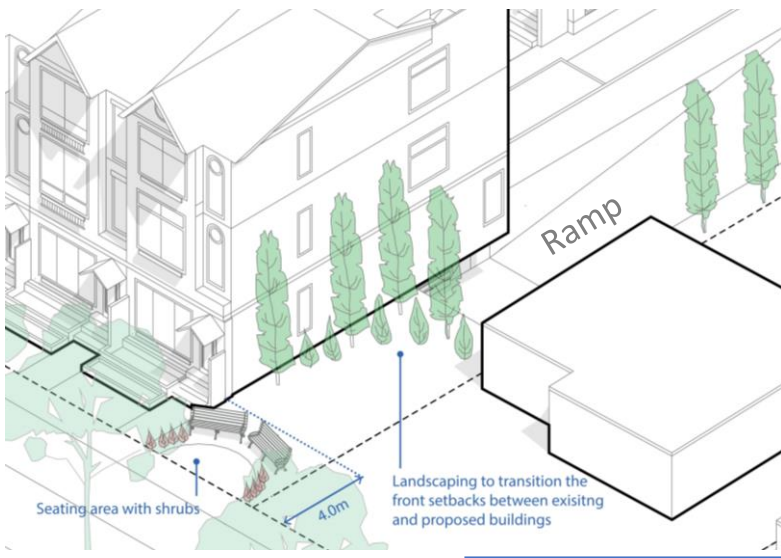 Ramp
Seating area with shrubs
4.0m
Landscaping to transition the
front setbacks between exisitng
and proposed buildings